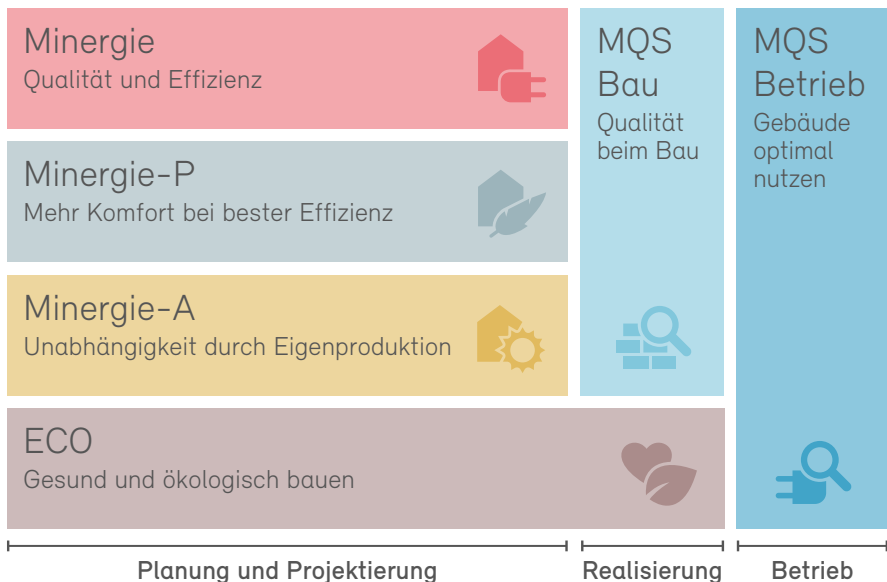 Minergie
Qualität und Effizienz
Minergie-P
Mehr Komfort bei bester Effizienz
Minergie-A
Unabhängigkeit durch Eigenproduktion
ECO
Gesund und ökologisch bauen
MQS
Bau
Qualität
beim Bau
MQS
Betrieb
Gebäude
optimal
nutzen
Planung und Projektierung
Realisierung
Betrieb